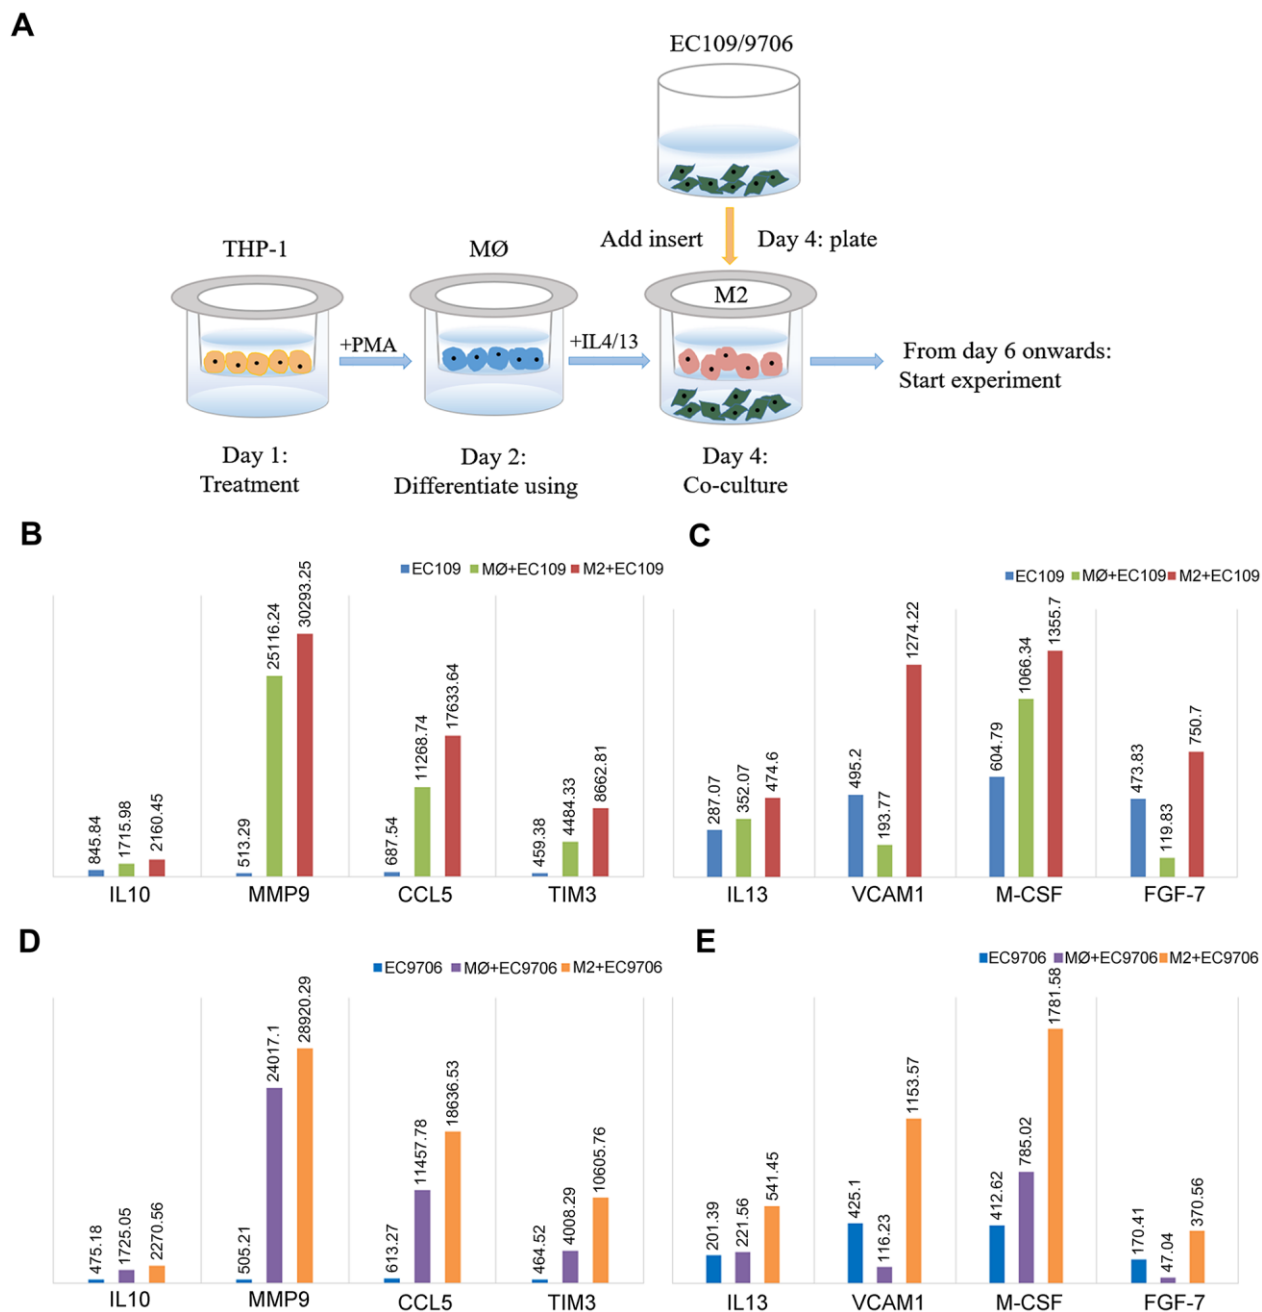 A
EC109/9706
Add insert
Day 4: plate
THP-1
MØ
M2
+PMA
+IL4/13
From day 6 onwards:
Start experiment
Day 1:
Treatment
Day 2:
Differentiate using
Day 4:
Co-culture
B
EC109 MØ+EC109 M2+EC109
845.84
1715.98
2160.45
513.29
25116.24
30293.25
687.54
11268.74
17633.64
459.38
4484.33
8662.81
IL10 MMP9 CCL5 TIM3
C
EC109 MØ+EC109 M2+EC109
287.07
352.07
474.6
495.2
193.77
1274.22
604.79
1066.34
1355.7
473.83
119.83
750.7
IL13 VCAM1 M-CSF FGF-7
D
EC9706 MØ+EC9706 M2+EC9706
475.18
1725.05
2270.56
505.21
24017.1
28920.29
613.27
11457.78
18636.53
464.52
4008.29
10605.76
IL10 MMP9 CCL5 TIM3
E
EC9706 MØ+EC9706 M2+EC9706
201.39
221.56
541.45
425.1
116.23
1153.57
412.62
785.02
1781.58
170.41
47.04
370.56
IL13 VCAM1 M-CSF FGF-7